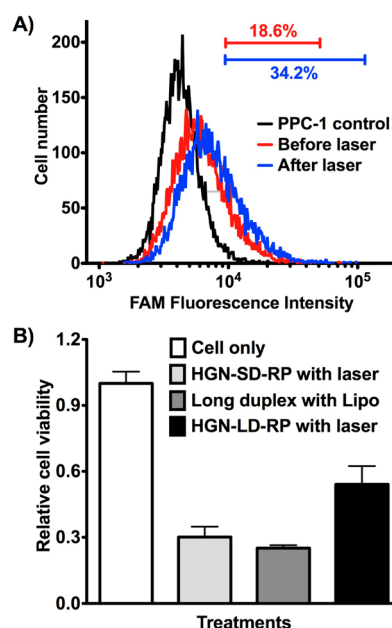 A)
18.6%
34.2%
200
150
100
50
0
Cell number
PPC-1 control
Before laser
After laser
10³ 10⁴ 10⁵
FAM Fluorescence Intensity
B)
1.2
0.9
0.6
0.3
0.0
Relative cell viability
Cell only
HGN-SD-RP with laser
Long duplex with Lipo
HGN-LD-RP with laser
Treatments